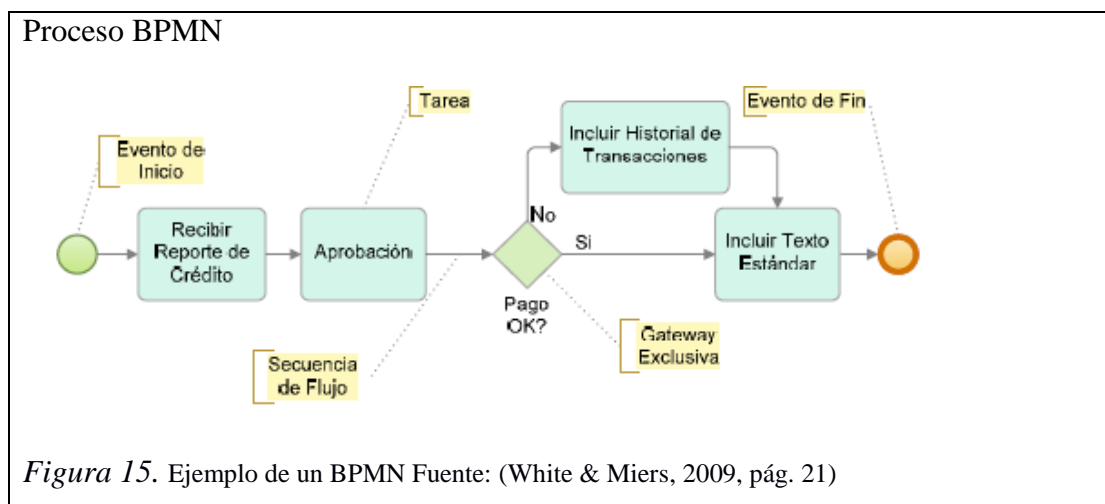 Proceso BPMN
Tarea
Evento de Fin
Incluir Historial de
Transacciones
Evento de
Inicio
No
Recibir
Reporte de
Crédito
Aprobación
Si
Incluir Texto
Estándar
Pago
OK?
Gateway
Exclusiva
Secuencia
de Flujo
Figura 15. Ejemplo de un BPMN Fuente: (White & Miers, 2009, pág. 21)